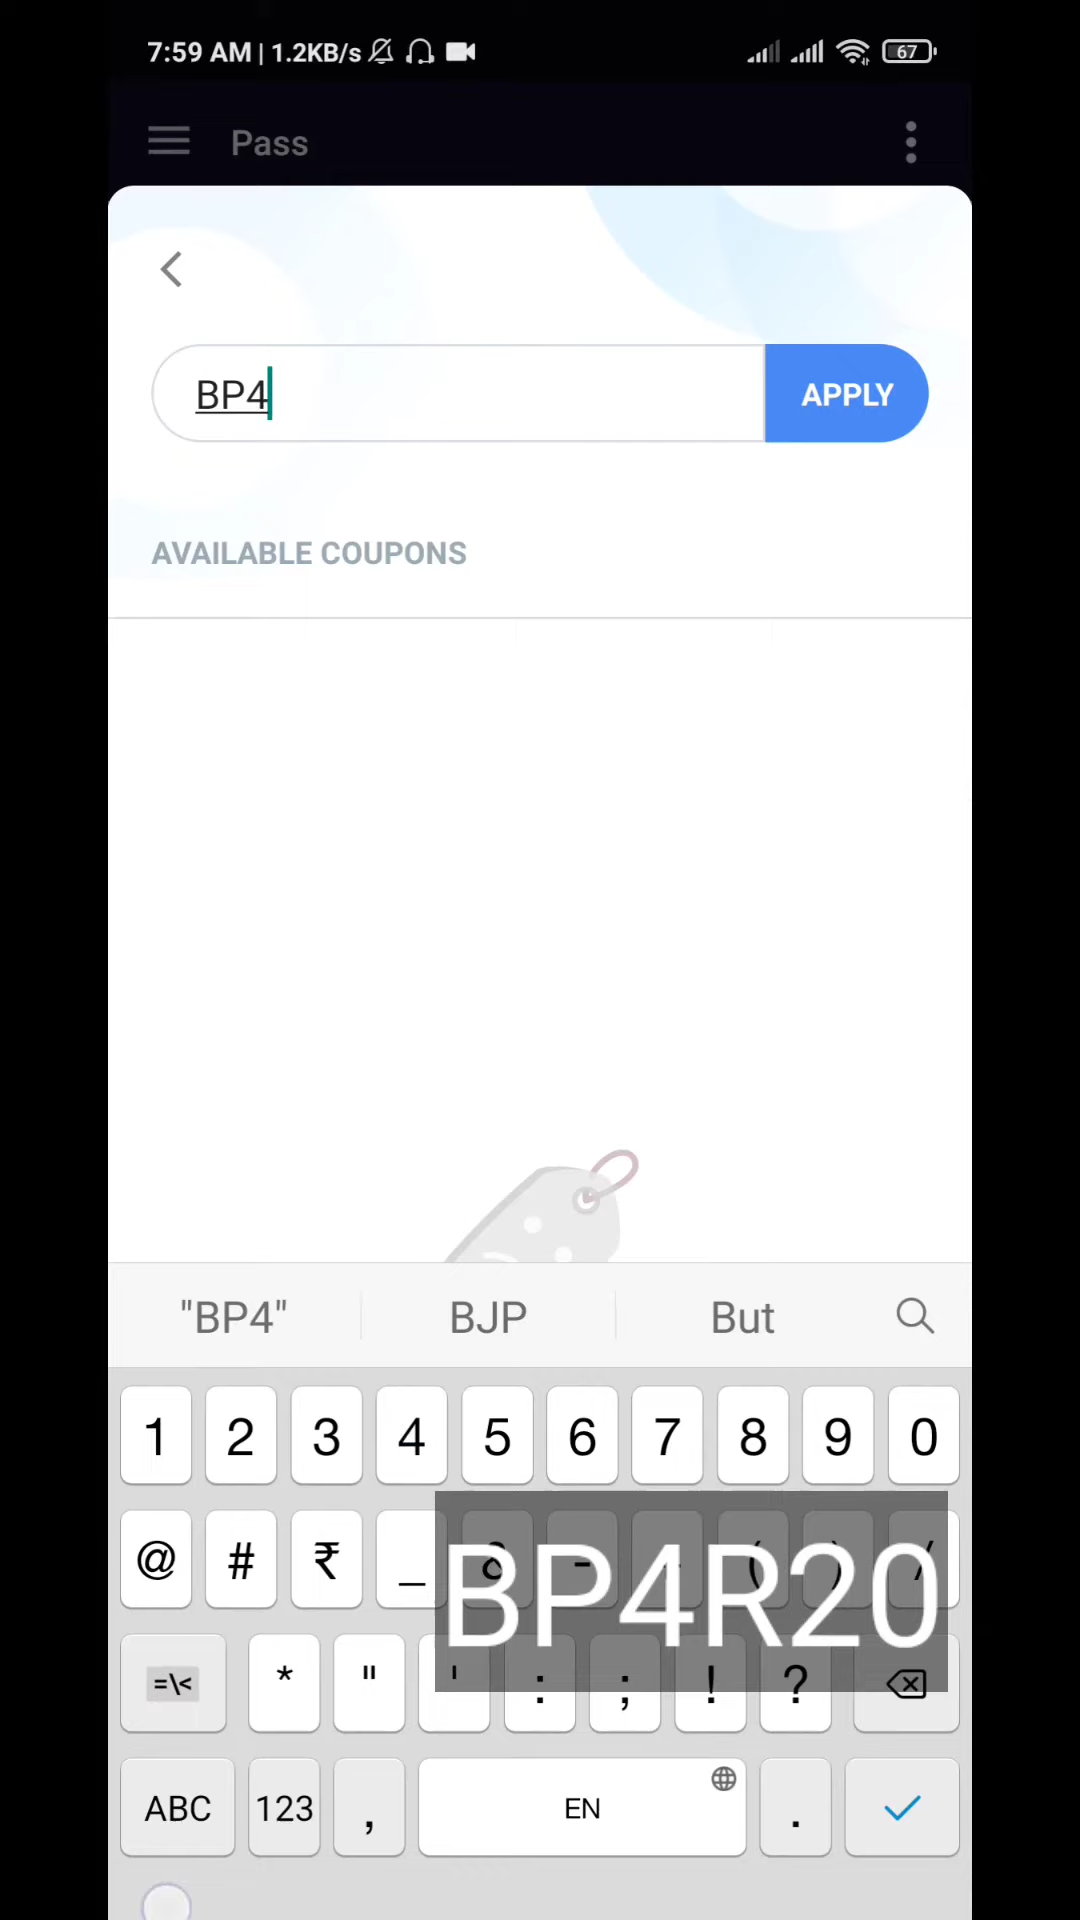 7:59 AM | 1.2KB/s 67
Pass
BP4 APPLY
AVAILABLE COUPONS
"BP4" BJP But
1 2 3 4 5 6 7 8 9 0
@ # ₹ _ & - ( ) /
BP4R20
=\< * " ' : ; ! ?
ABC 123 , EN .